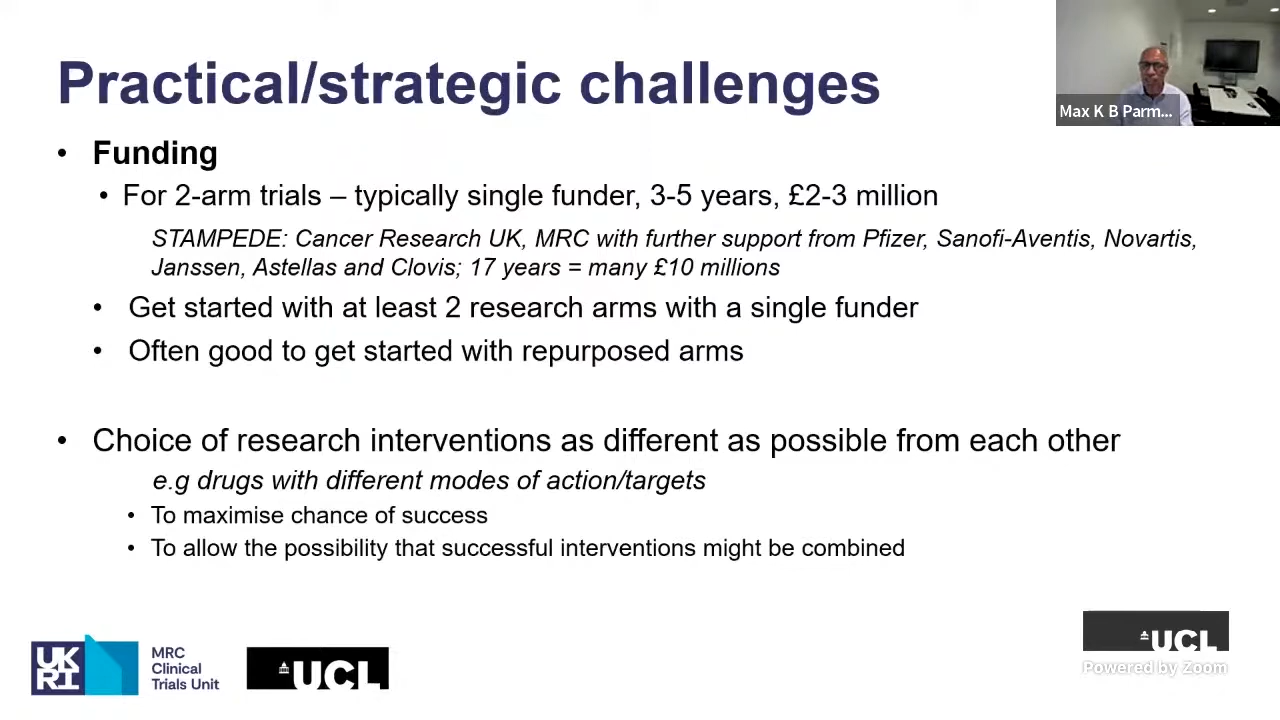 Practical/strategic challenges
Max K B Parm...
• Funding
• For 2-arm trials – typically single funder, 3-5 years, £2-3 million
STAMPEDE: Cancer Research UK, MRC with further support from Pfizer, Sanofi-Aventis, Novartis,
Janssen, Astellas and Clovis; 17 years = many £10 millions
• Get started with at least 2 research arms with a single funder
• Often good to get started with repurposed arms
• Choice of research interventions as different as possible from each other
e.g drugs with different modes of action/targets
• To maximise chance of success
• To allow the possibility that successful interventions might be combined
UK
RI
MRC
Clinical
Trials Unit
UCL
UCL
Powered by Zoom